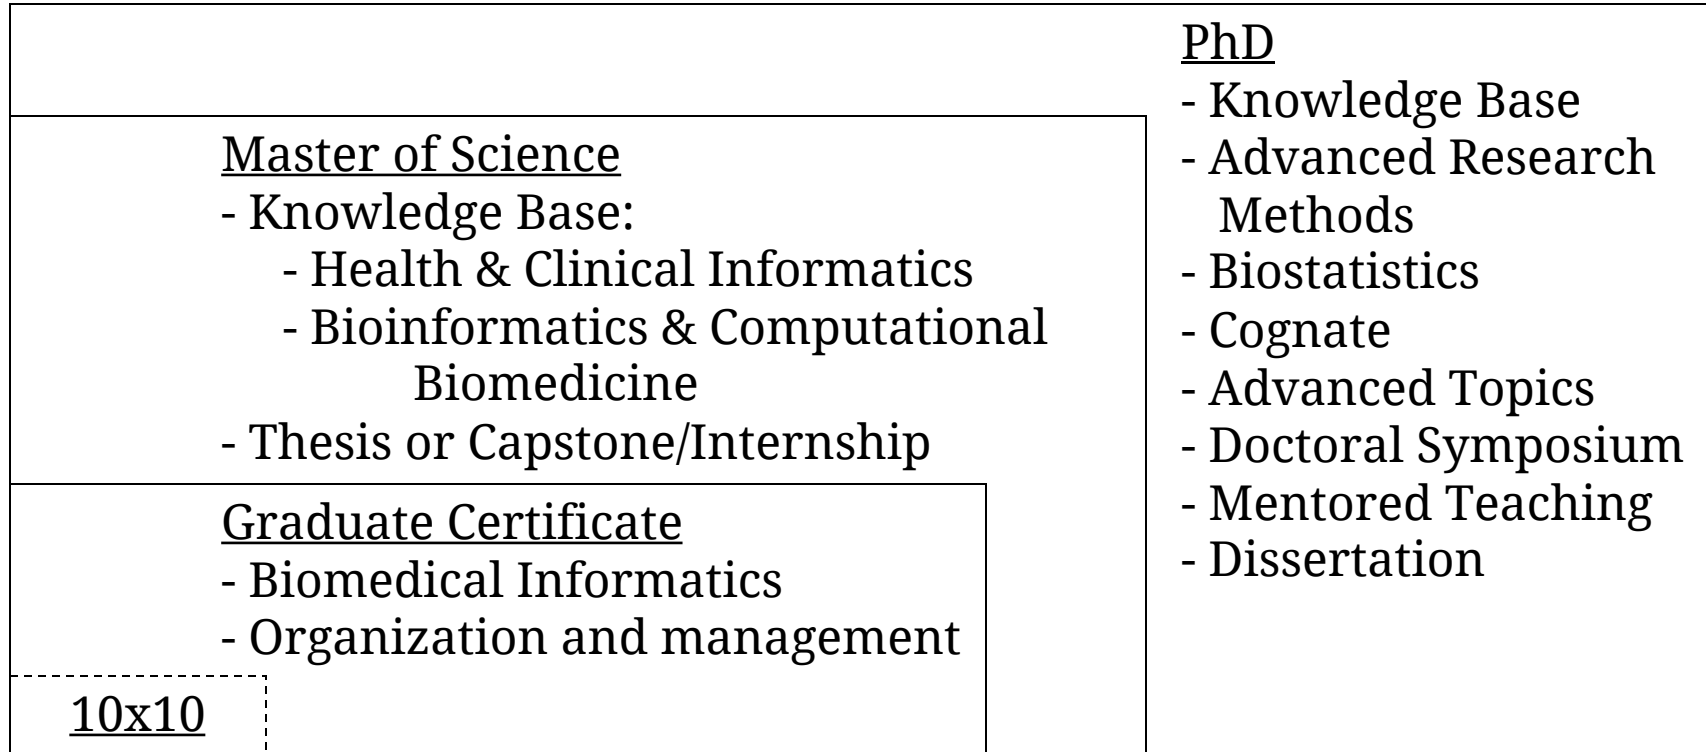 PhD
- Knowledge Base
- Advanced Research
Methods
- Biostatistics
- Cognate
- Advanced Topics
- Doctoral Symposium
- Mentored Teaching
- Dissertation
Master of Science
- Knowledge Base:
- Health & Clinical Informatics
- Bioinformatics & Computational
Biomedicine
- Thesis or Capstone/Internship
Graduate Certificate
- Biomedical Informatics
- Organization and management
10x10